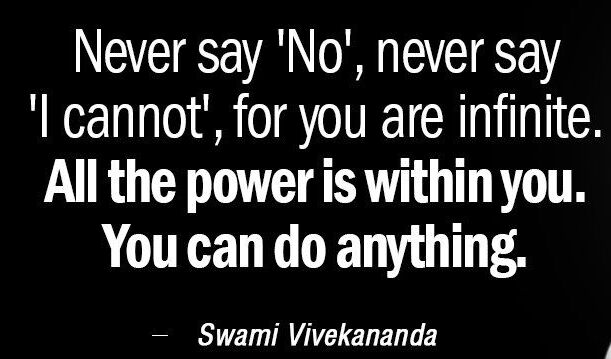 Never say 'No', never say
'I cannot', for you are infinite.
All the power is within you.
You can do anything.
– Swami Vivekananda